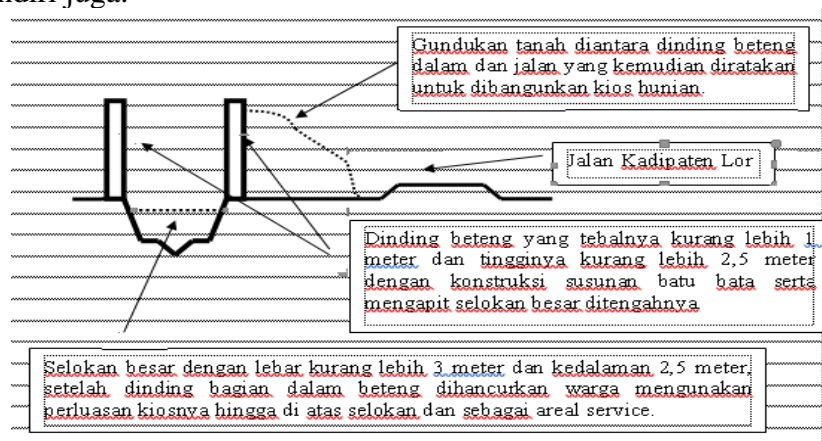 Gundukan tanah diantara dinding beteng
dalam dan jalan yang kemudian diratakan
untuk dibangunkan kios hunian.
Jalan Kadipaten Lor
Dinding beteng yang tebalnya kurang lebih 1
meter dan tingginya kurang lebih 2,5 meter
dengan konstruksi susunan batu bata serta
mengapit selokan besar ditengahnya
Selokan besar dengan lebar kurang lebih 3 meter dan kedalaman 2,5 meter,
setelah dinding bagian dalam beteng dihancurkan warga mengunakan
perluasan kiosnya hingga di atas selokan dan sebagai areal service.